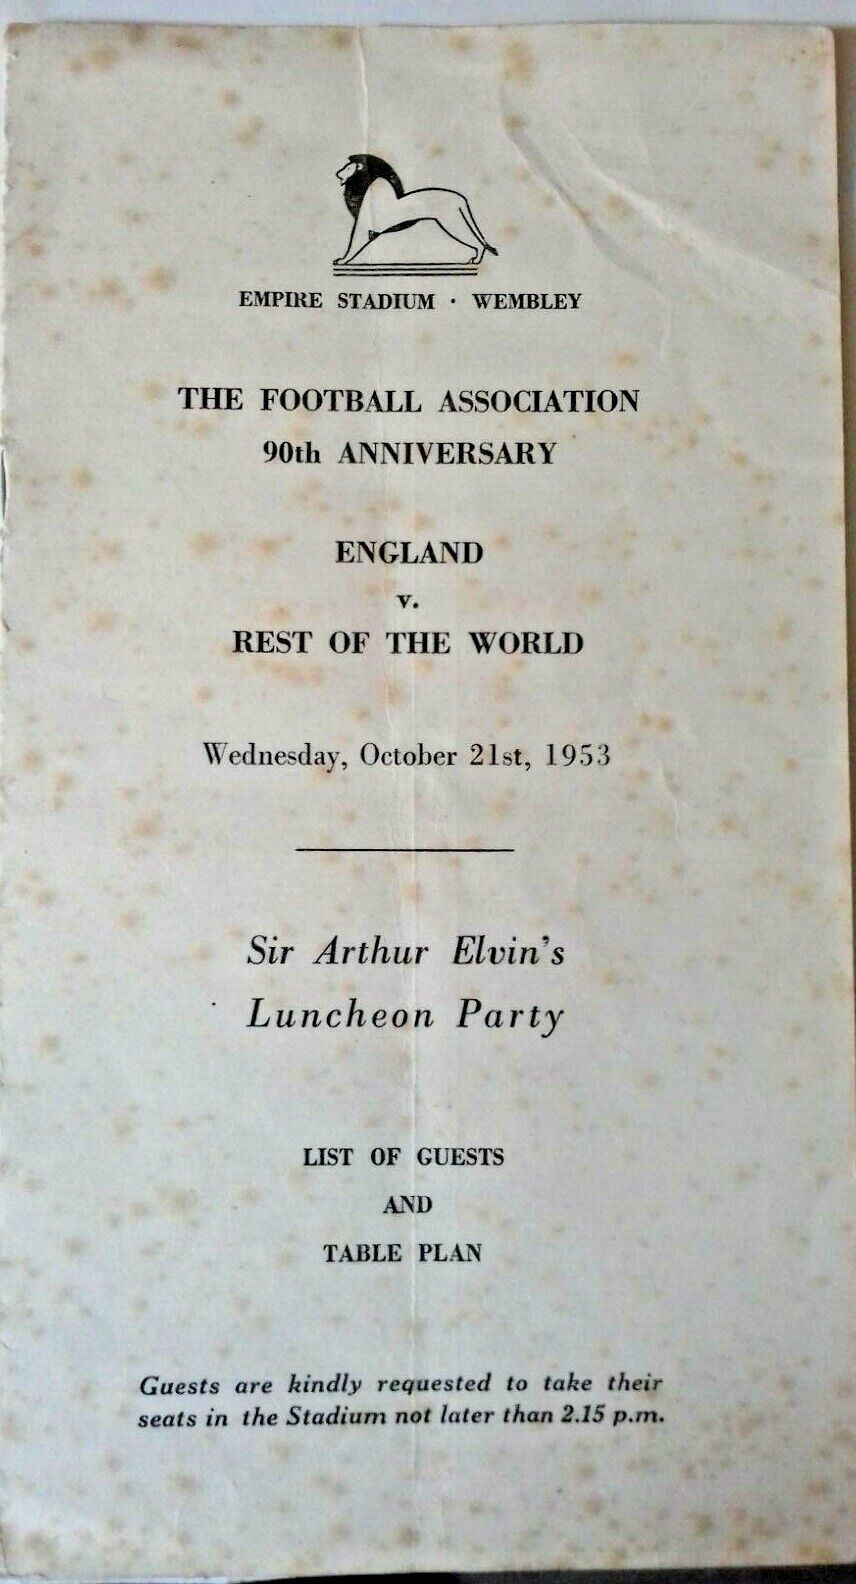 EMPIRE STADIUM · WEMBLEY
THE FOOTBALL ASSOCIATION
90th ANNIVERSARY
ENGLAND
v.
REST OF THE WORLD
Wednesday, October 21st, 1953
Sir Arthur Elvin's
Luncheon Party
LIST OF GUESTS
AND
TABLE PLAN
Guests are kindly requested to take their
seats in the Stadium not later than 2.15 p.m.